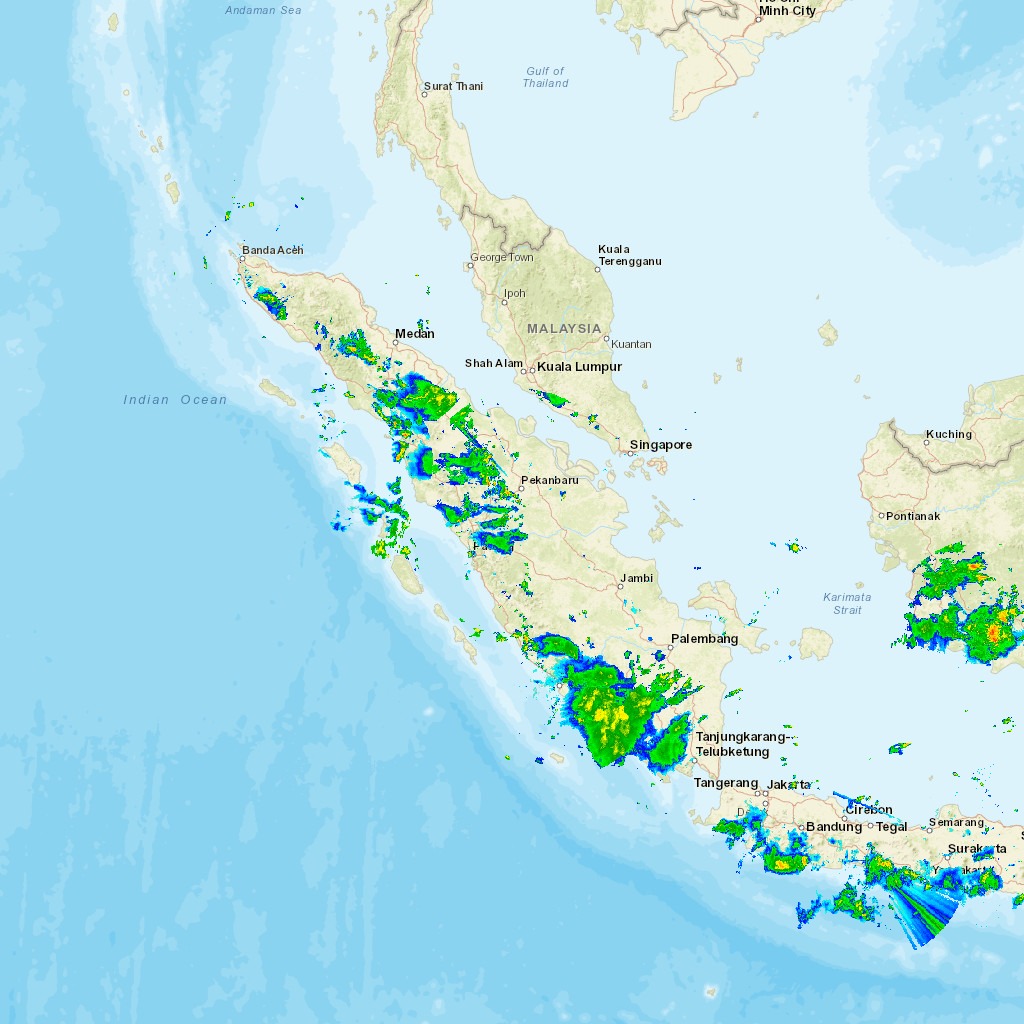 Andaman Sea
Minh City
Gulf of
Thailand
Surat Thani
Banda Aceh
George Town
Kuala
Terengganu
Ipoh
MALAYSIA
Medan
Kuantan
Shah Alam
Kuala Lumpur
Indian Ocean
Singapore
Kuching
Pekanbaru
Pontianak
Jambi
Karimata
Strait
Palembang
Tanjungkarang-
Telubketung
Tangerang
Jakarta
Cirebon
Bandung
Tegal
Semarang
Surakarta